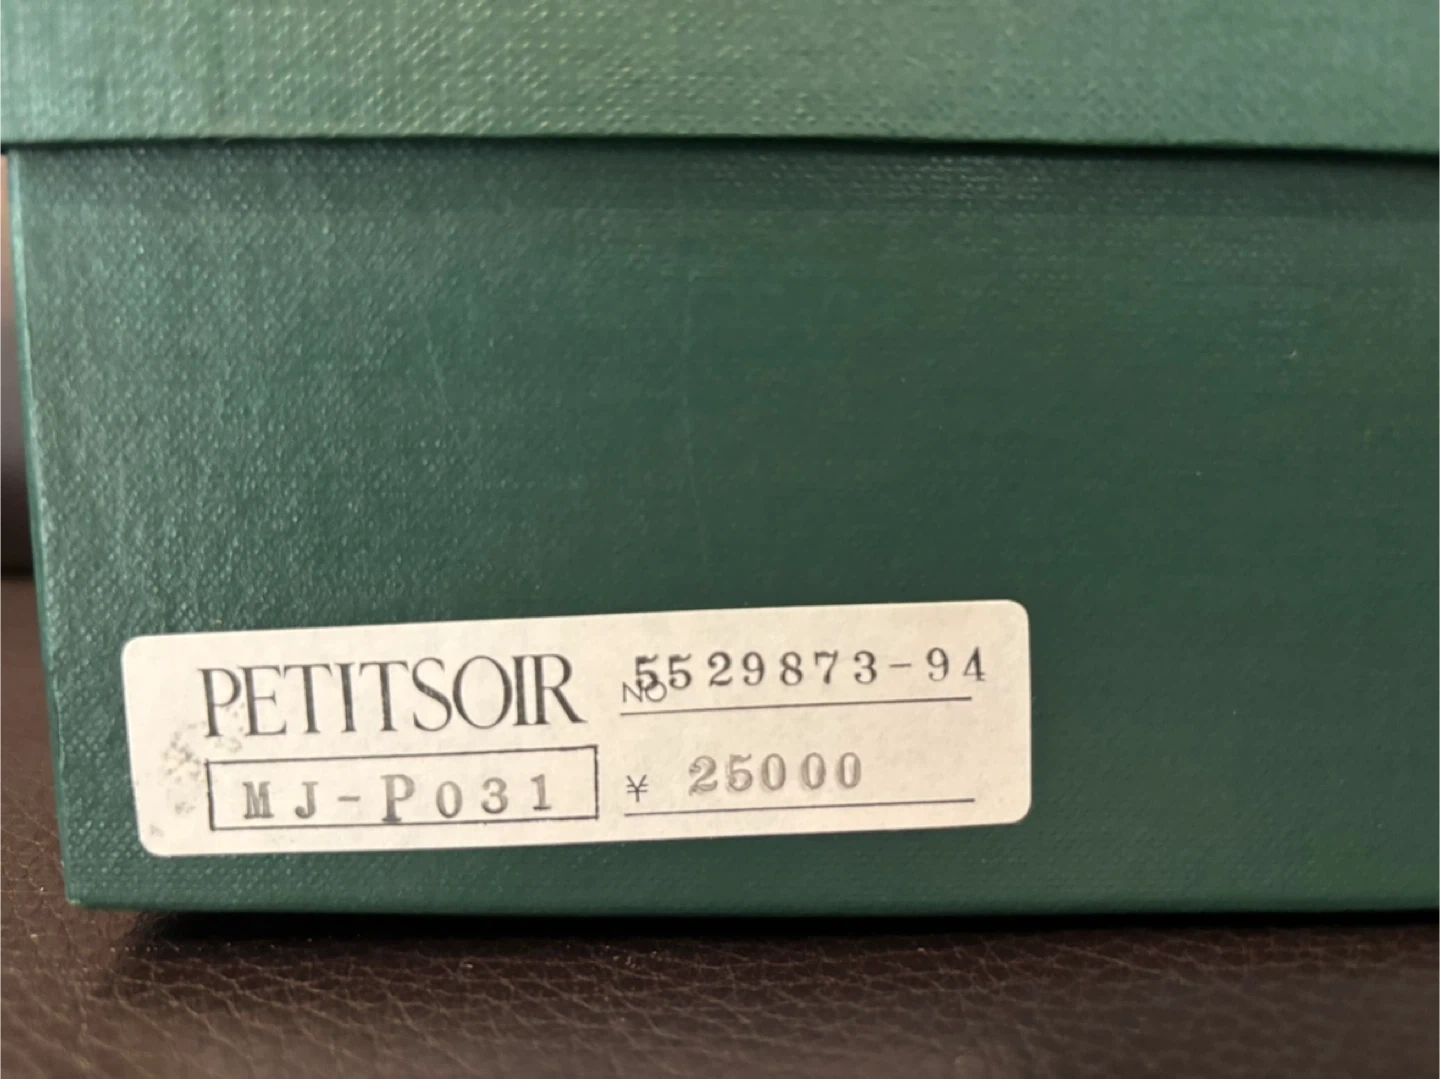 PETITSOIR
MJ-P031
NO 5529873-94
¥ 25000